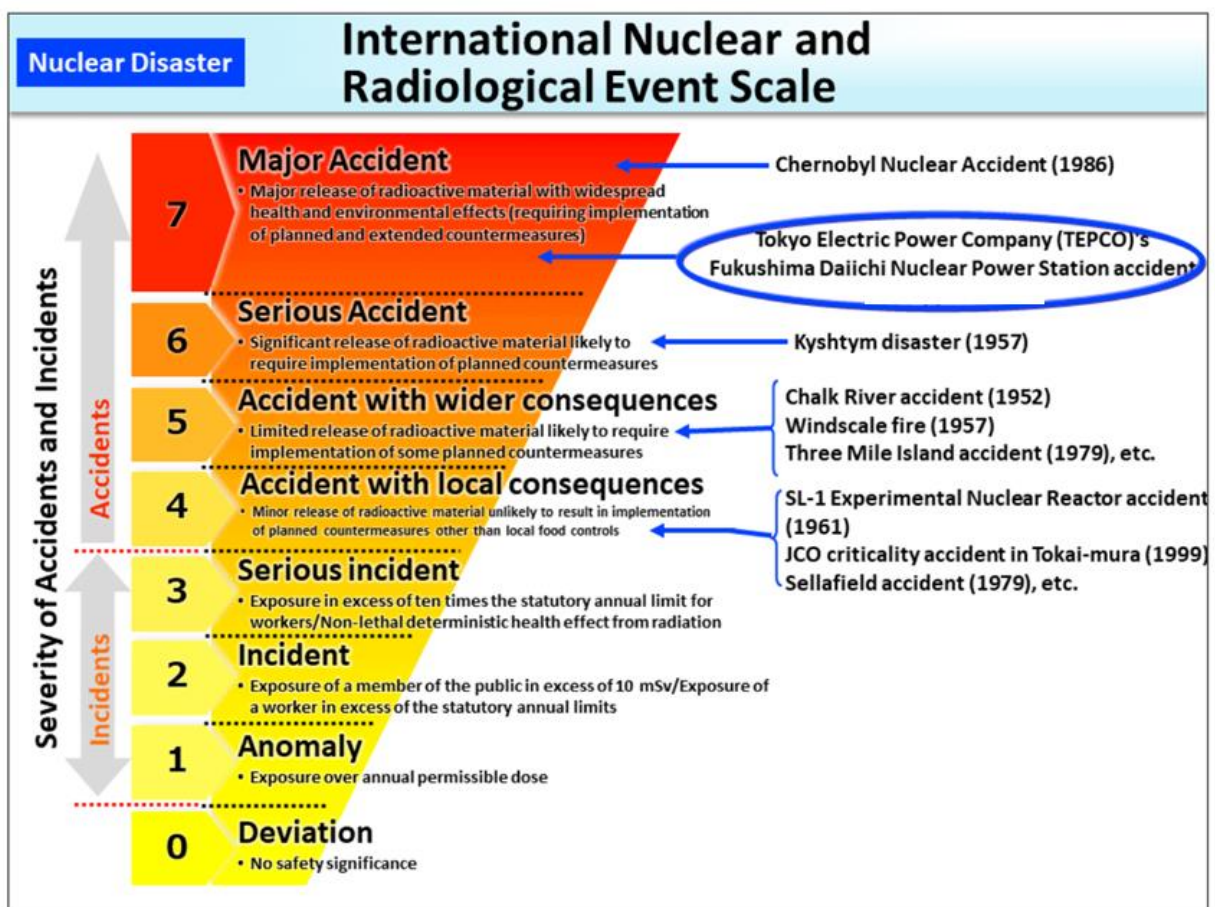 Nuclear Disaster
International Nuclear and
Radiological Event Scale
Severity of Accidents and Incidents
Accidents
Incidents
7
Major Accident
• Major release of radioactive material with widespread
health and environmental effects (requiring implementation
of planned and extended countermeasures)
Chernobyl Nuclear Accident (1986)
Tokyo Electric Power Company (TEPCO)'s
Fukushima Daiichi Nuclear Power Station accident
6
Serious Accident
• Significant release of radioactive material likely to
require implementation of planned countermeasures
Kyshtym disaster (1957)
5
Accident with wider consequences
• Limited release of radioactive material likely to require
implementation of some planned countermeasures
Chalk River accident (1952)
Windscale fire (1957)
Three Mile Island accident (1979), etc.
4
Accident with local consequences
• Minor release of radioactive material unlikely to result in implementation
of planned countermeasures other than local food controls
SL-1 Experimental Nuclear Reactor accident
(1961)
JCO criticality accident in Tokai-mura (1999)
Sellafield accident (1979), etc.
3
Serious incident
• Exposure in excess of ten times the statutory annual limit for
workers/Non-lethal deterministic health effect from radiation
2
Incident
• Exposure of a member of the public in excess of 10 mSv/Exposure of
a worker in excess of the statutory annual limits
1
Anomaly
• Exposure over annual permissible dose
0
Deviation
• No safety significance